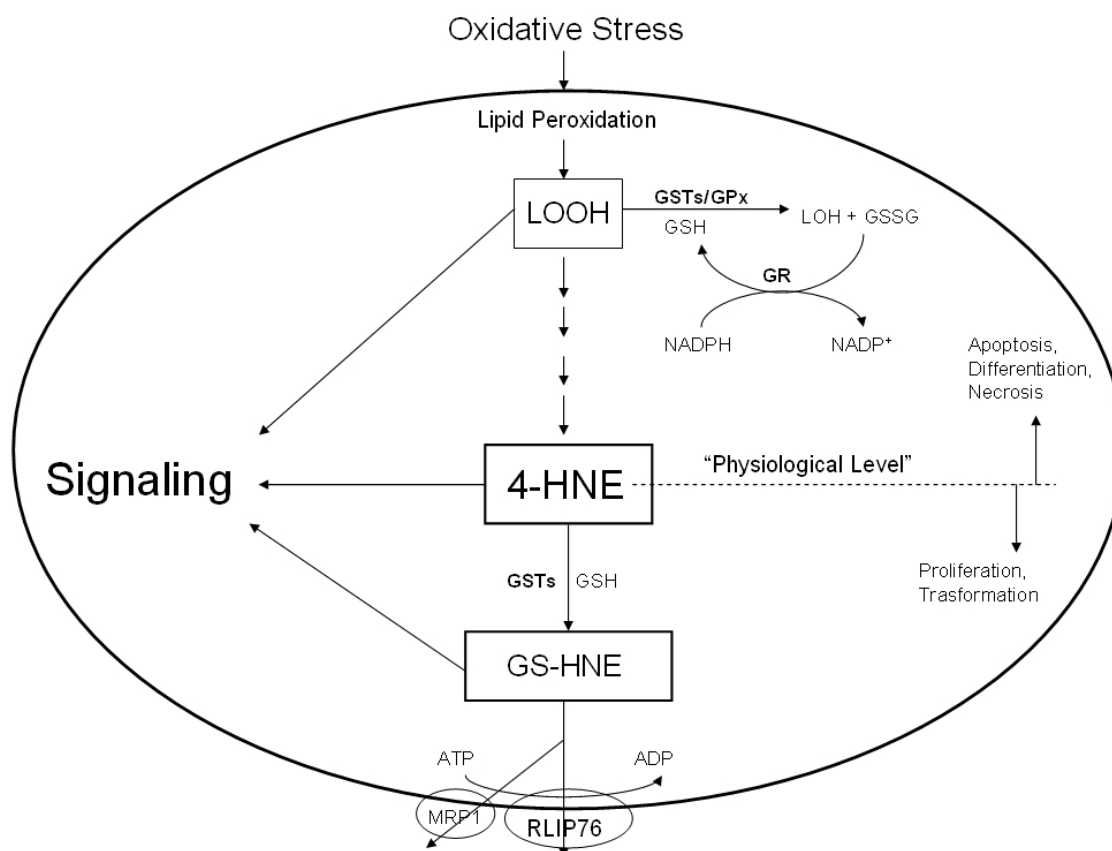 Oxidative Stress
Lipid Peroxidation
LOOH
GSTs/GPx
GSH
LOH + GSSG
GR
NADPH
NADP+
Apoptosis,
Differentiation,
Necrosis
Signaling
4-HNE
“Physiological Level”
GSTs
GSH
Proliferation,
Trasformation
GS-HNE
ATP
ADP
MRP1
RLIP76